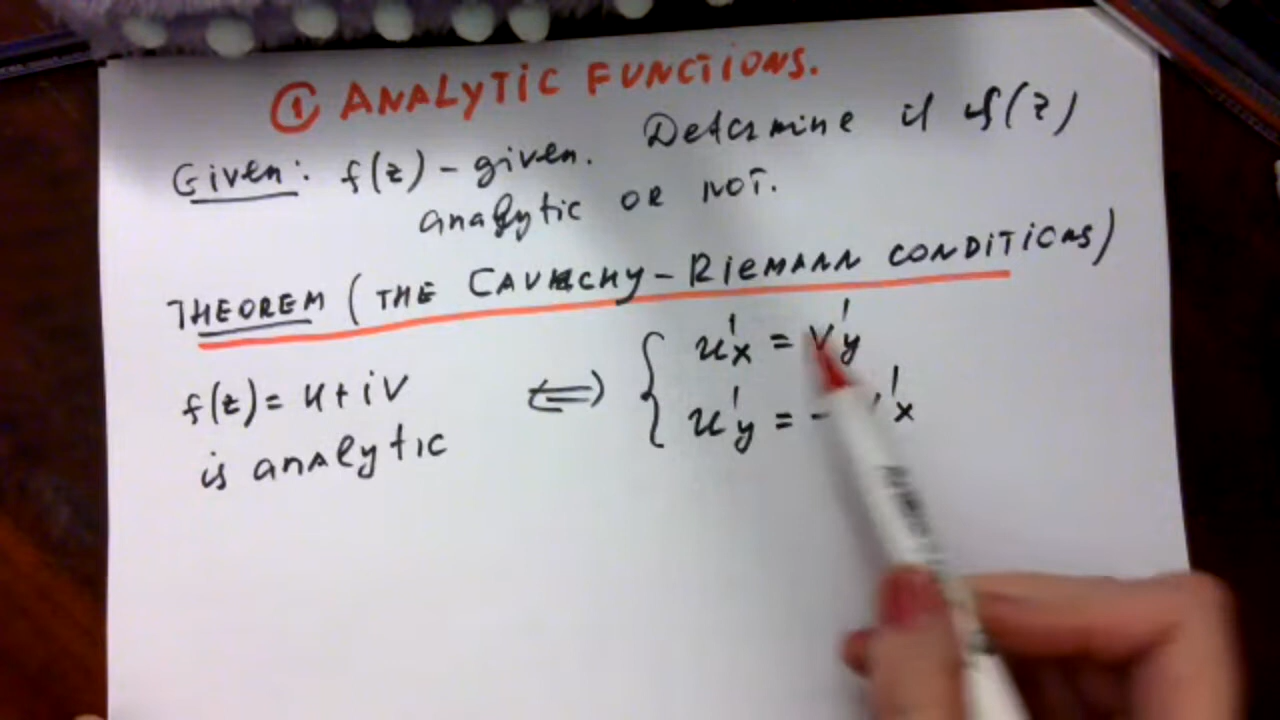 ① ANALYTIC FUNCTIONS.
Given: f(z) - given. Determine if f(z)
analytic OR NOT.
THEOREM (THE CAUCHY-RIEMANN CONDITIONS)
f(z) = u + iv ⟺ { u'x = v'y
is analytic u'y = - 'x